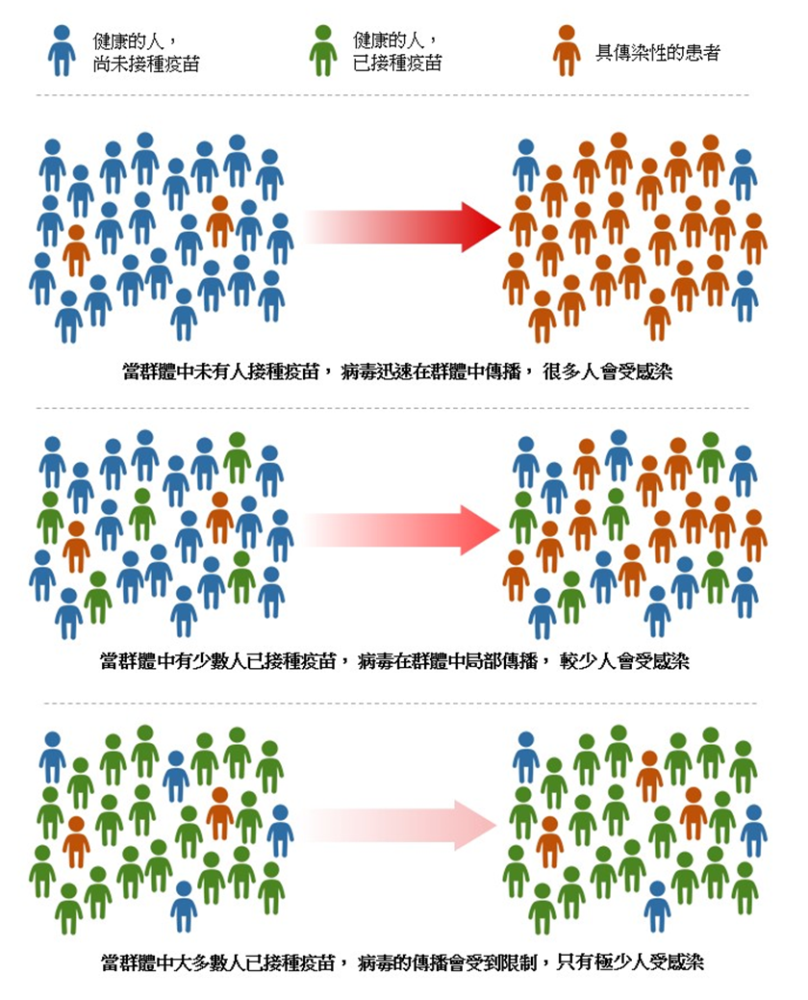 健康的人，
尚未接種疫苗
健康的人，
已接種疫苗
具傳染性的患者
當群體中未有人接種疫苗， 病毒迅速在群體中傳播， 很多人會受感染
當群體中有少數人已接種疫苗， 病毒在群體中局部傳播， 較少人會受感染
當群體中大多數人已接種疫苗， 病毒的傳播會受到限制，只有極少人受感染